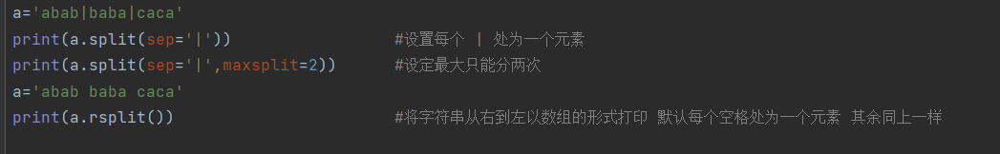 a='abab|baba|caca'
print(a.split(sep='|')) #设置每个 | 处为一个元素
print(a.split(sep='|',maxsplit=2)) #设定最大只能分两次
a='abab baba caca'
print(a.rsplit()) #将字符串从右到左以数组的形式打印 默认每个空格处为一个元素 其余同上一样